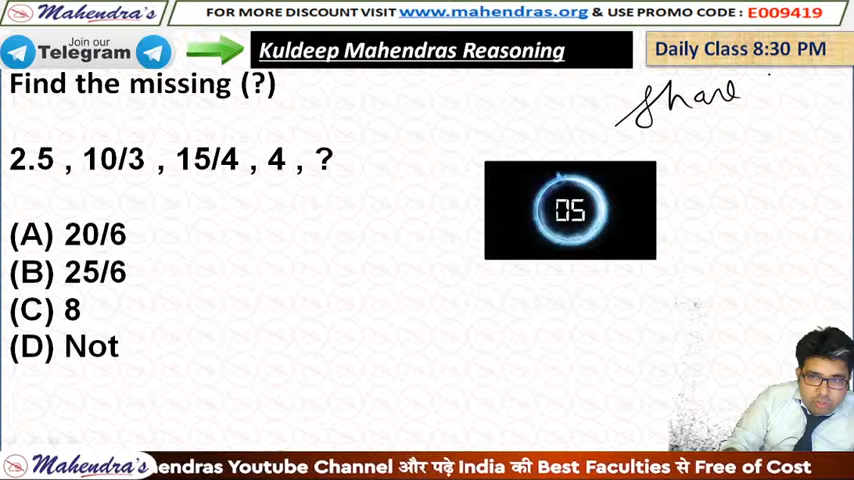 Mahendra's
FOR MORE DISCOUNT VISIT www.mahendras.org & USE PROMO CODE : E009419
Join our
Telegram
Kuldeep Mahendras Reasoning
Daily Class 8:30 PM
Find the missing (?)
share
2.5 , 10/3 , 15/4 , 4 , ?
05
(A) 20/6
(B) 25/6
(C) 8
(D) Not
Mahendra's
hendras Youtube Channel और पढ़े India की Best Faculties से Free of Cost